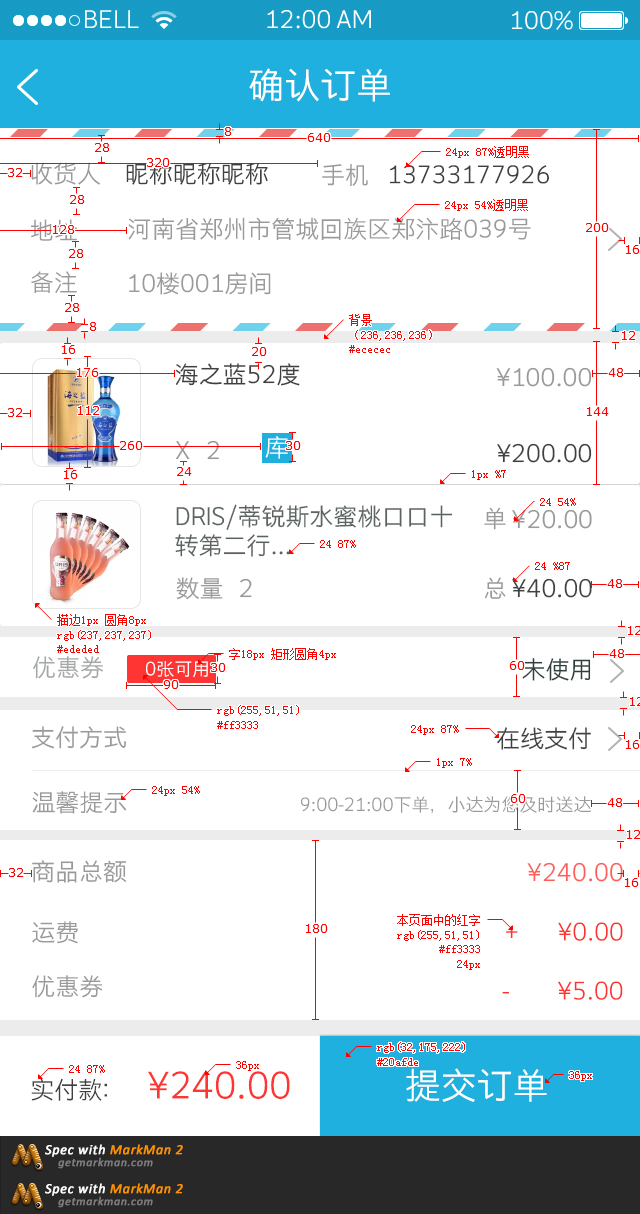 BELL 12:00 AM 100%
确认订单
8
640
28
24px 87%透明黑
320
32 收货人 昵称昵称昵称 手机 13733177926
28
24px 54%透明黑
200
地址 128 河南省郑州市管城回族区郑汴路039号
16
28
备注 10楼001房间
28
背景
8 （236,236,236) 12
#ececec
16 20
176 海之蓝52度 ¥100.00 48
32 112 144
260 X 2 库 30 ¥200.00
16 24 1px %7
DRIS/蒂锐斯水蜜桃口口十 单 ¥20.00 24 54%
转第二行... 24 87%
24 %87
数量 2 总 ¥40.00 48
描边1px 圆角8px
rgb(237,237,237) 12
#ededed
字18px 矩形圆角4px 48
优惠券 0张可用 30 60 未使用
90
rgb(255,51,51) 12
#ff3333
24px 87%
支付方式 在线支付 16
1px 7%
24px 54%
温馨提示 9:00-21:00下单，小达为您及时送达 60 48
12
32 商品总额 ¥240.00
16
本页面中的红字
运费 180 rgb(255,51,51) + ¥0.00
#ff3333
24px
优惠券 - ¥5.00
rgb(32,175,222)
#20afde
24 87% 36px
实付款: ¥240.00 提交订单 36px
Spec with MarkMan 2
getmarkman.com
Spec with MarkMan 2
getmarkman.com